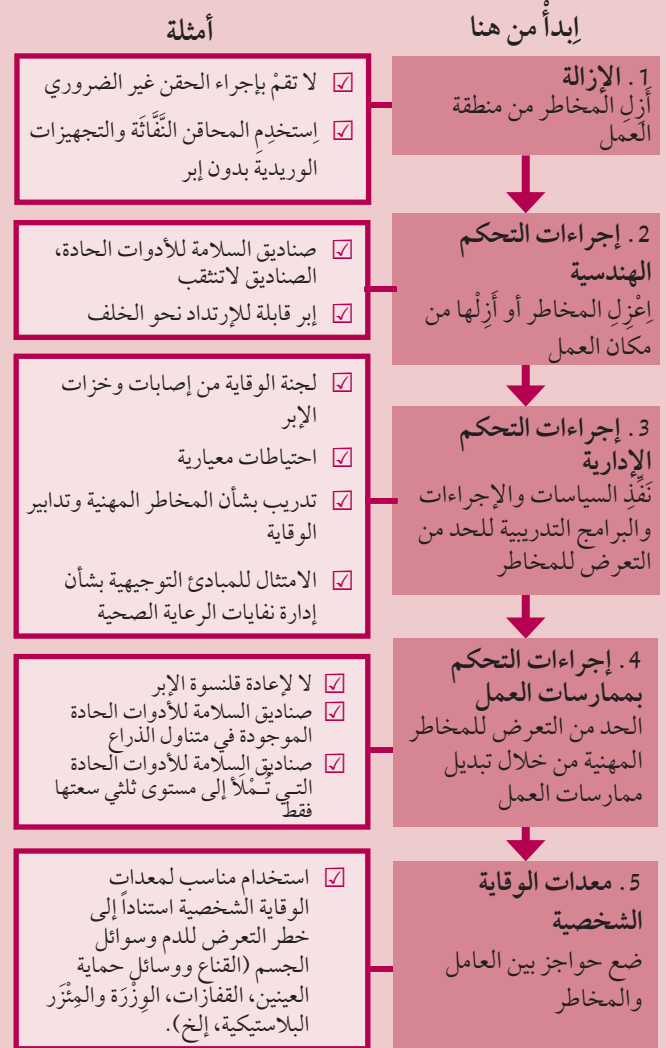 اِبدأْ من هنا
أمثلة
1. الإزالة
أَزِلِ المخاطر من منطقة
العمل
☑ لا تقمْ بإجراء الحقن غير الضروري
☑ اِستخدِمِ المحاقن النَّفَّاثَة والتجهيزات
الوريدية بدون إبر
2. إجراءات التحكم
الهندسية
اِعْزِلِ المخاطر أو أَزِلْها من
مكان العمل
☑ صناديق السلامة للأدوات الحادة،
الصناديق لاتنثقب
☑ إبر قابلة للإرتداد نحو الخلف
3. إجراءات التحكم
الإدارية
نَفِّذِ السياسات والإجراءات
والبرامج التدريبية للحد من
التعرض للمخاطر
☑ لجنة الوقاية من إصابات وخزات
الإبر
☑ احتياطات معيارية
☑ تدريب بشأن المخاطر المهنية وتدابير
الوقاية
☑ الامتثال للمبادئ التوجيهية بشأن
إدارة نفايات الرعاية الصحية
4. إجراءات التحكم
بممارسات العمل
الحد من التعرض للمخاطر
المهنية من خلال تبديل
ممارسات العمل
☑ لا لإعادة قلنسوة الإبر
☑ صناديق السلامة للأدوات الحادة
الموجودة في متناول الذراع
☑ صناديق السلامة للأدوات الحادة
التـي تُـمْلَأ إلى مستوى ثلثي سعتها
فقط
5. معدات الوقاية
الشخصية
ضع حواجز بين العامل
والمخاطر
☑ استخدام مناسب لمعدات
الوقاية الشخصية استناداً إلى
خطر التعرض للدم وسوائل
الجسم (القناع ووسائل حماية
العينين، القفازات، الوِزْرَة والمِئْزَر
البلاستيكية، إلخ).